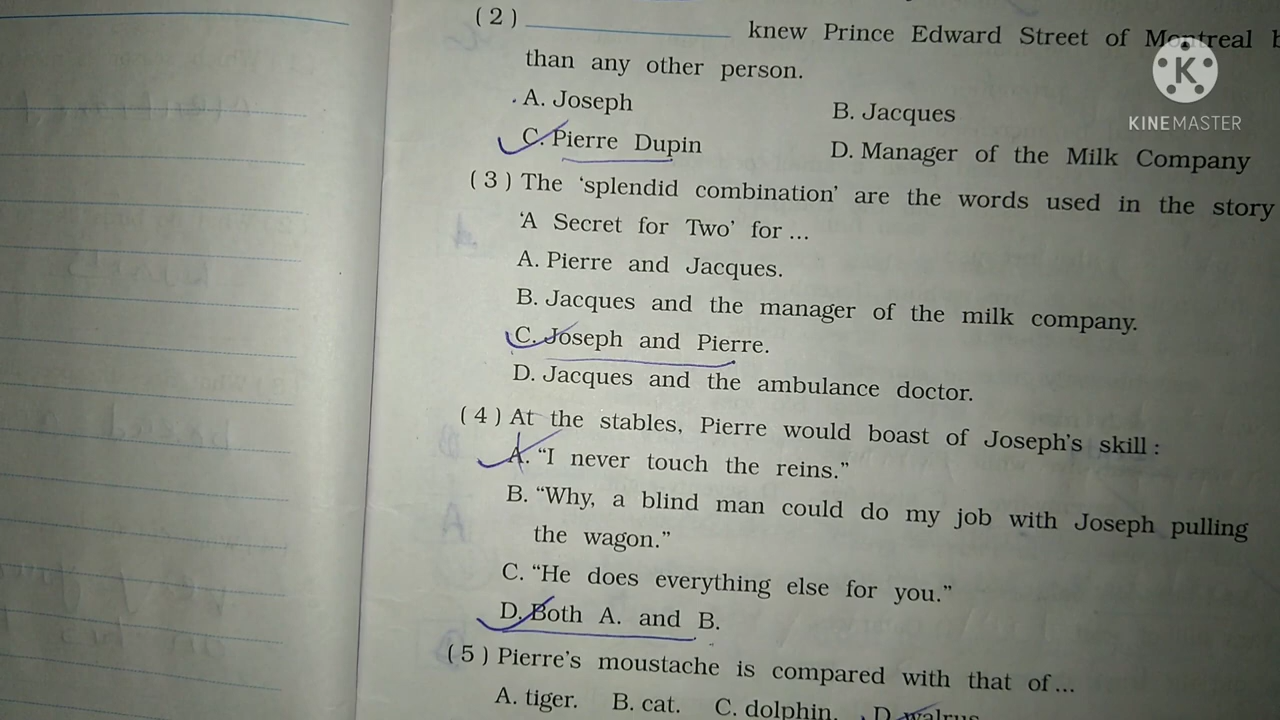 (2) ____________ knew Prince Edward Street of Montreal
than any other person.
A. Joseph
B. Jacques
C. Pierre Dupin
D. Manager of the Milk Company
(3) The 'splendid combination' are the words used in the story
'A Secret for Two' for ...
A. Pierre and Jacques.
B. Jacques and the manager of the milk company.
C. Joseph and Pierre.
D. Jacques and the ambulance doctor.
(4) At the stables, Pierre would boast of Joseph's skill :
A. "I never touch the reins."
B. "Why, a blind man could do my job with Joseph pulling
the wagon."
C. "He does everything else for you."
D. Both A. and B.
(5) Pierre's moustache is compared with that of ...
A. tiger. B. cat. C. dolphin. D. walrus
KINEMASTER